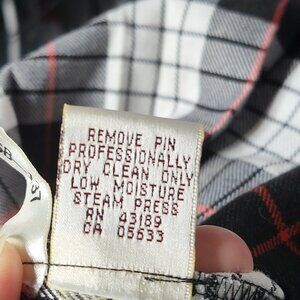 REMOVE PIN
PROFESSIONALLY
DRY CLEAN ONLY
LOW MOISTURE
STEAM PRESS
RN 43189
CA 05633